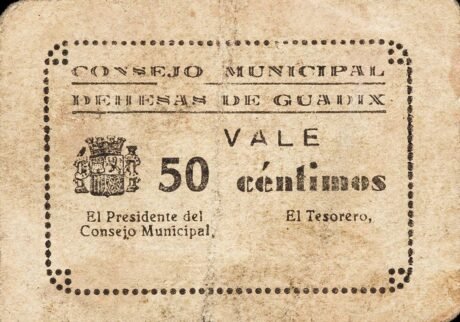 CONSEJO MUNICIPAL
DEHESAS DE GUADIX
VALE
50 céntimos
El Presidente del
Consejo Municipal,
El Tesorero,